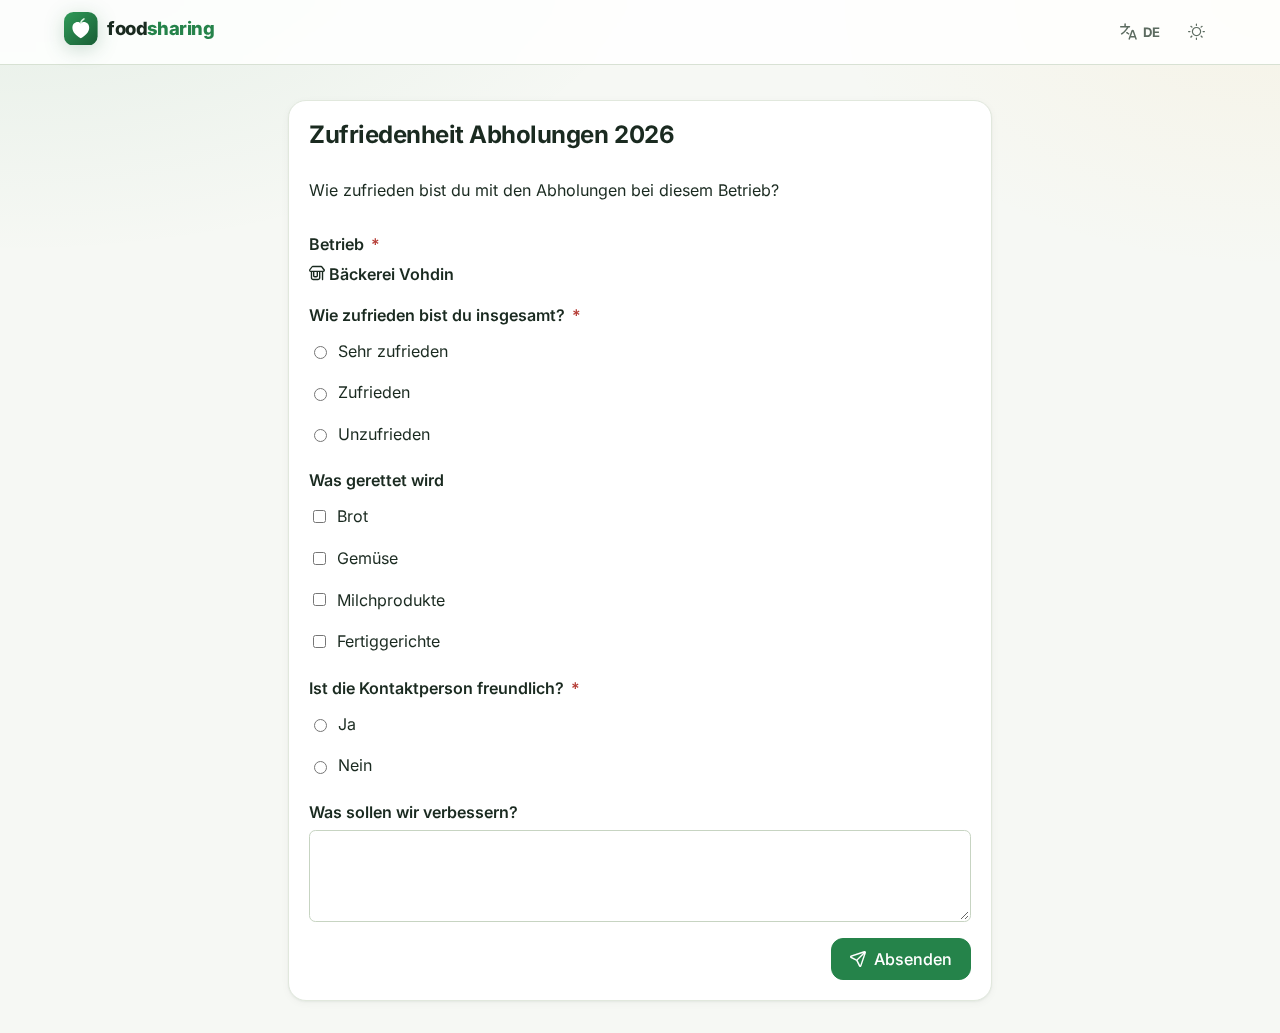 foodsharing
DE
Zufriedenheit Abholungen 2026
Wie zufrieden bist du mit den Abholungen bei diesem Betrieb?
Betrieb *
Bäckerei Vohdin
Wie zufrieden bist du insgesamt? *
Sehr zufrieden
Zufrieden
Unzufrieden
Was gerettet wird
Brot
Gemüse
Milchprodukte
Fertiggerichte
Ist die Kontaktperson freundlich? *
Ja
Nein
Was sollen wir verbessern?
Absenden